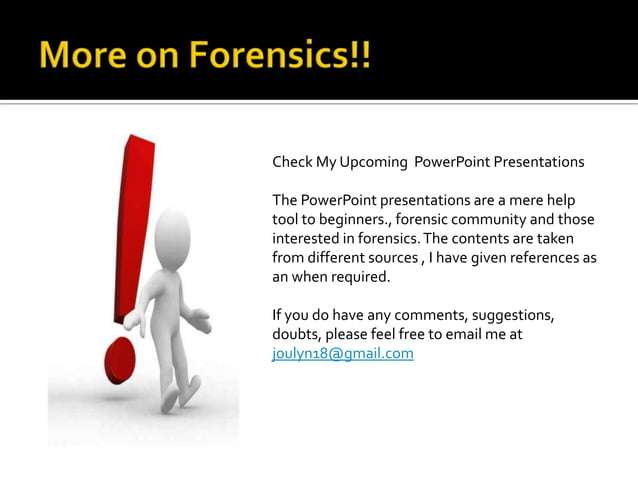 More on Forensics!!
Check My Upcoming  PowerPoint Presentations
The PowerPoint presentations are a mere help
tool to beginners., forensic community and those
interested in forensics. The contents are taken
from different sources , I have given references as
an when required.
If you do have any comments, suggestions,
doubts, please feel free to email me at
joulyn18@gmail.com